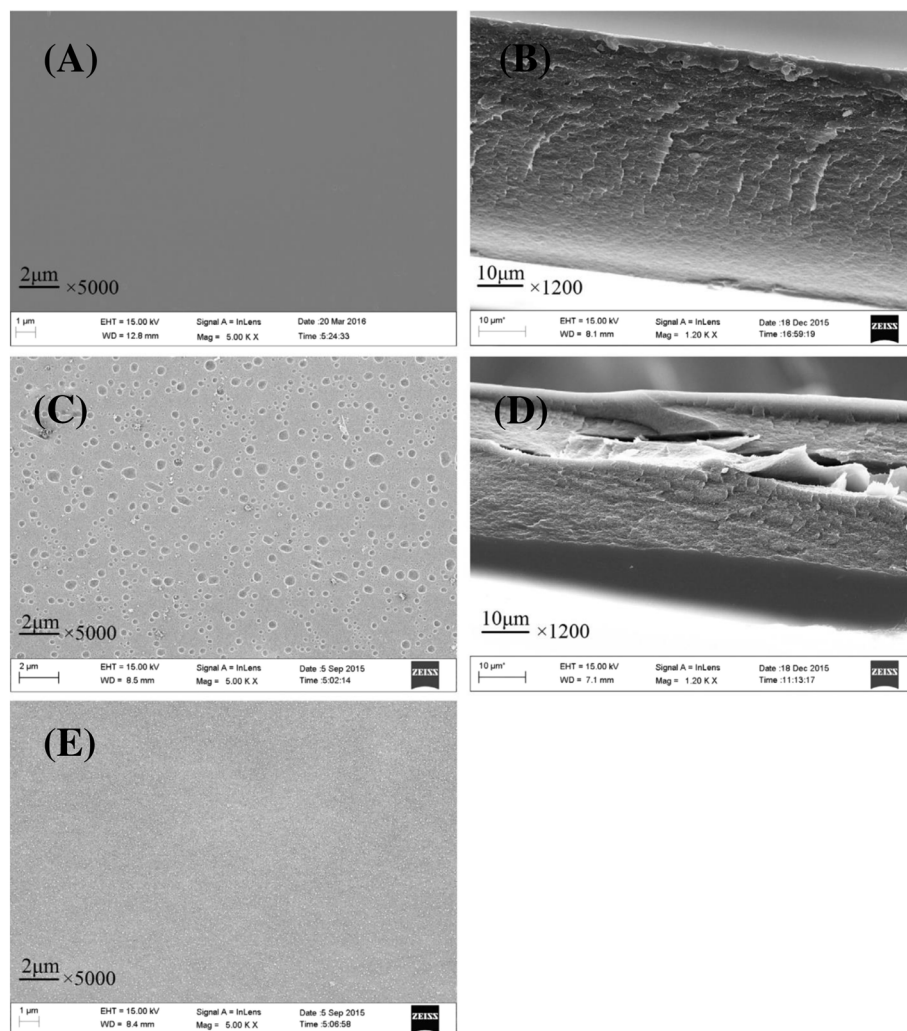 (A)
2μm ×5000
1 μm EHT = 15.00 kV Signal A = InLens Date :20 Mar 2016
WD = 12.8 mm Mag = 5.00 K X Time :5:24:33
(B)
10μm ×1200
10 μm* EHT = 15.00 kV Signal A = InLens Date :18 Dec 2015
WD = 8.1 mm Mag = 1.20 K X Time :16:59:19
ZEISS
(C)
2μm ×5000
2 μm EHT = 15.00 kV Signal A = InLens Date :5 Sep 2015
WD = 8.5 mm Mag = 5.00 K X Time :5:02:14
ZEISS
(D)
10μm ×1200
10 μm* EHT = 15.00 kV Signal A = InLens Date :18 Dec 2015
WD = 7.1 mm Mag = 1.20 K X Time :11:13:17
ZEISS
(E)
2μm ×5000
1 μm EHT = 15.00 kV Signal A = InLens Date :5 Sep 2015
WD = 8.4 mm Mag = 5.00 K X Time :5:06:58
ZEISS